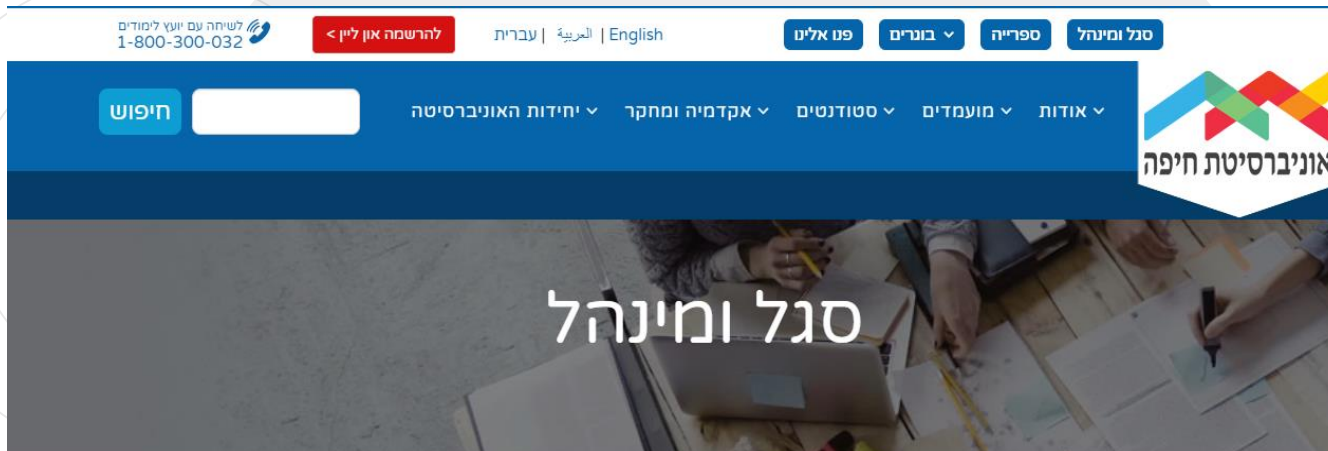 סגל ומינהל
ספרייה
בוגרים
פנו אלינו
English | العربية | עברית
להרשמה און ליין >
לשיחה עם יועץ לימודים
1-800-300-032
אוניברסיטת חיפה
אודות
מועמדים
סטודנטים
אקדמיה ומחקר
יחידות האוניברסיטה
חיפוש
סגל ומינהל